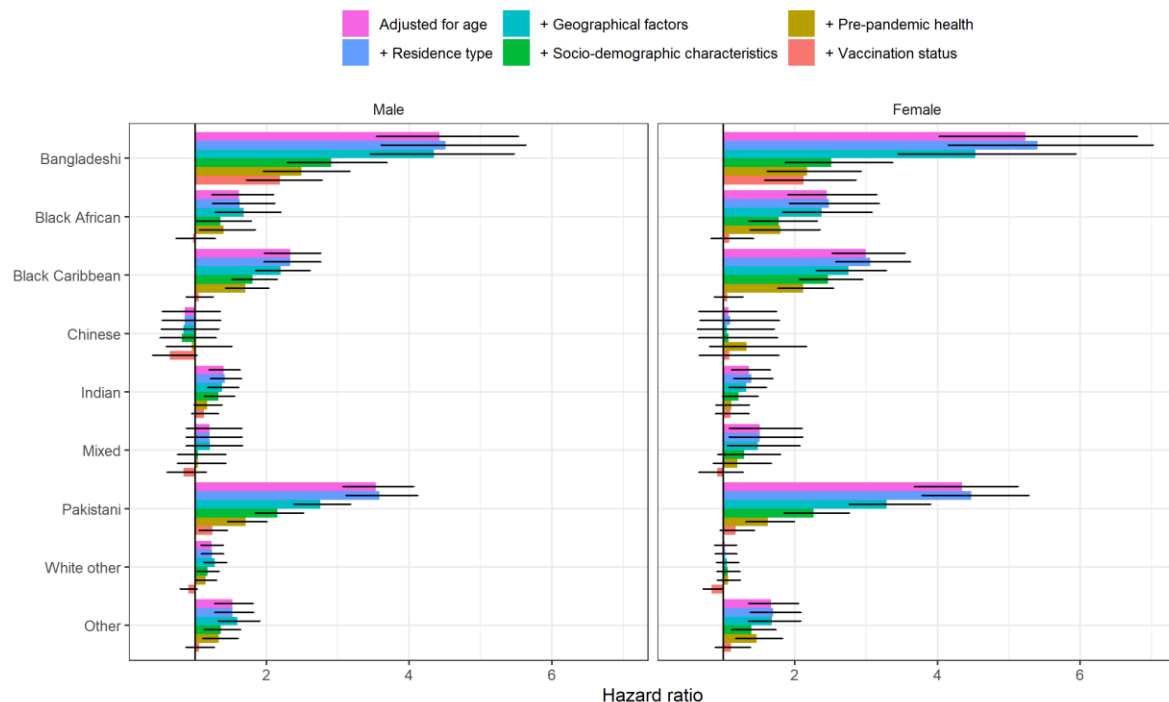 Adjusted for age + Geographical factors + Pre-pandemic health
+ Residence type + Socio-demographic characteristics + Vaccination status
Male Female
Bangladeshi
Black African
Black Caribbean
Chinese
Indian
Mixed
Pakistani
White other
Other
2 4 6 2 4 6
Hazard ratio